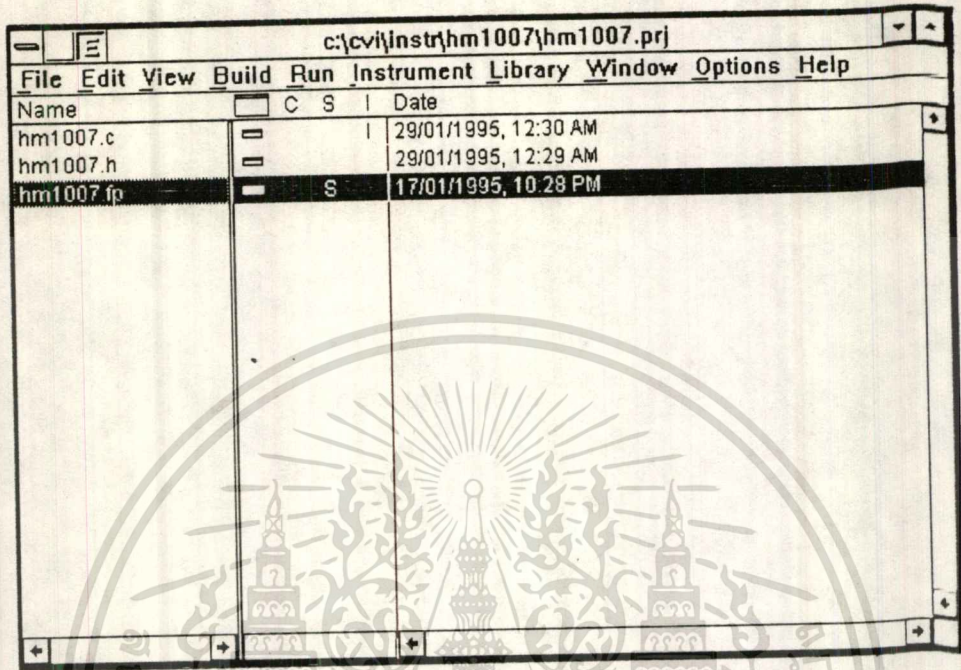 c:\cvi\instr\hm1007\hm1007.prj
File Edit View Build Run Instrument Library Window Options Help
Name C S I Date
hm1007.c I 29/01/1995, 12:30 AM
hm1007.h 29/01/1995, 12:29 AM
hm1007.fp S 17/01/1995, 10:28 PM